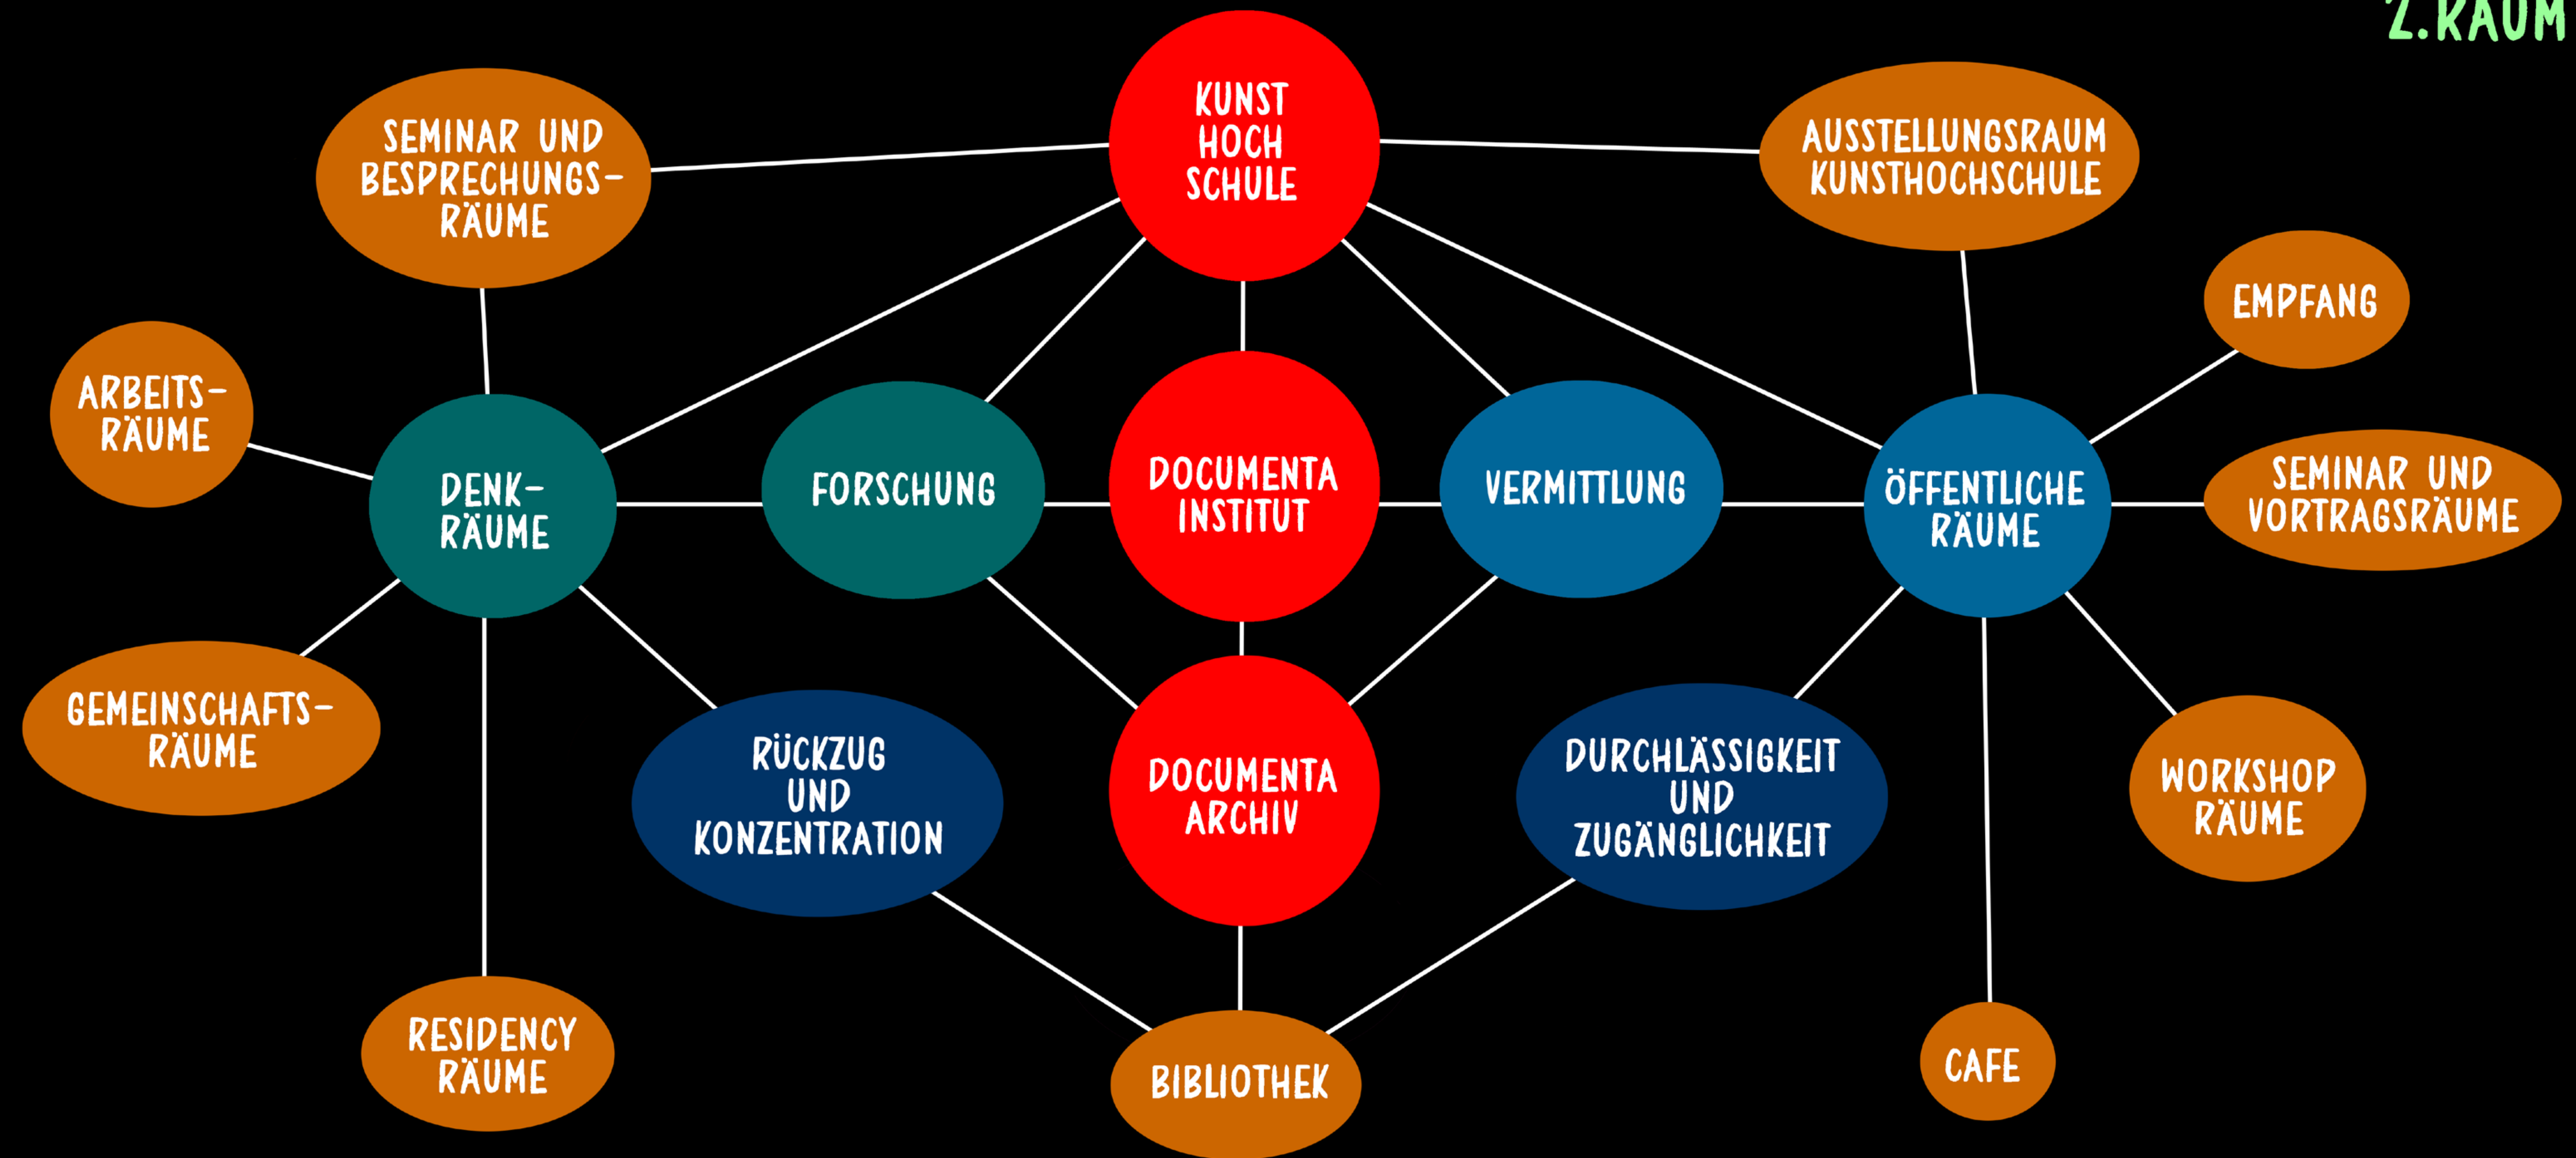 2.RAUM
KUNST
HOCH
SCHULE
SEMINAR UND
BESPRECHUNGS-
RÄUME
AUSSTELLUNGSRAUM
KUNSTHOCHSCHULE
EMPFANG
ARBEITS-
RÄUME
DENK-
RÄUME
FORSCHUNG
DOCUMENTA
INSTITUT
VERMITTLUNG
ÖFFENTLICHE
RÄUME
SEMINAR UND
VORTRAGSRÄUME
GEMEINSCHAFTS-
RÄUME
RÜCKZUG
UND
KONZENTRATION
DOCUMENTA
ARCHIV
DURCHLÄSSIGKEIT
UND
ZUGÄNGLICHKEIT
WORKSHOP
RÄUME
RESIDENCY
RÄUME
BIBLIOTHEK
CAFE